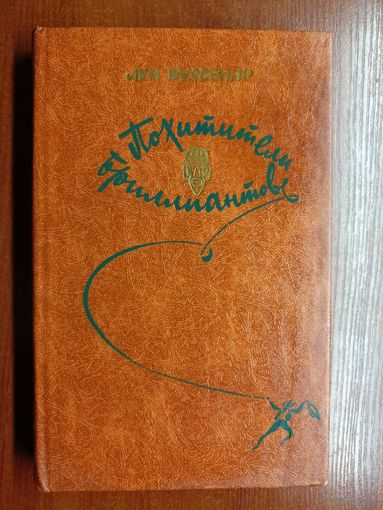 Луи Буссенар
Похитители
бриллиантов